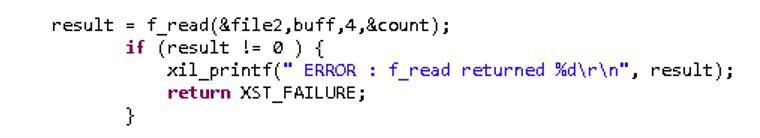 result = f_read(&file2,buff,4,&count);
if (result != 0 ) {
xil_printf(" ERROR : f_read returned %d\r\n", result);
return XST_FAILURE;
}